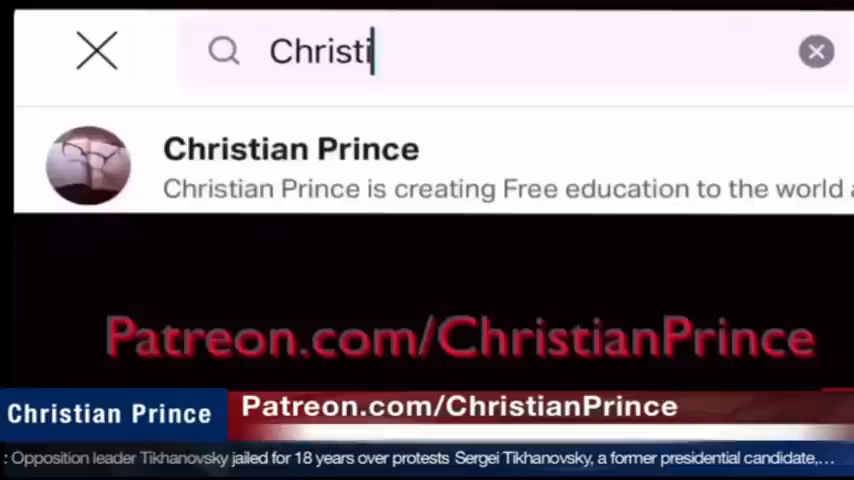 Christi
Christian Prince
Christian Prince is creating Free education to the world a
Patreon.com/ChristianPrince
Christian Prince
Patreon.com/ChristianPrince
: Opposition leader Tikhanovsky jailed for 18 years over protests Sergei Tikhanovsky, a former presidential candidate,...